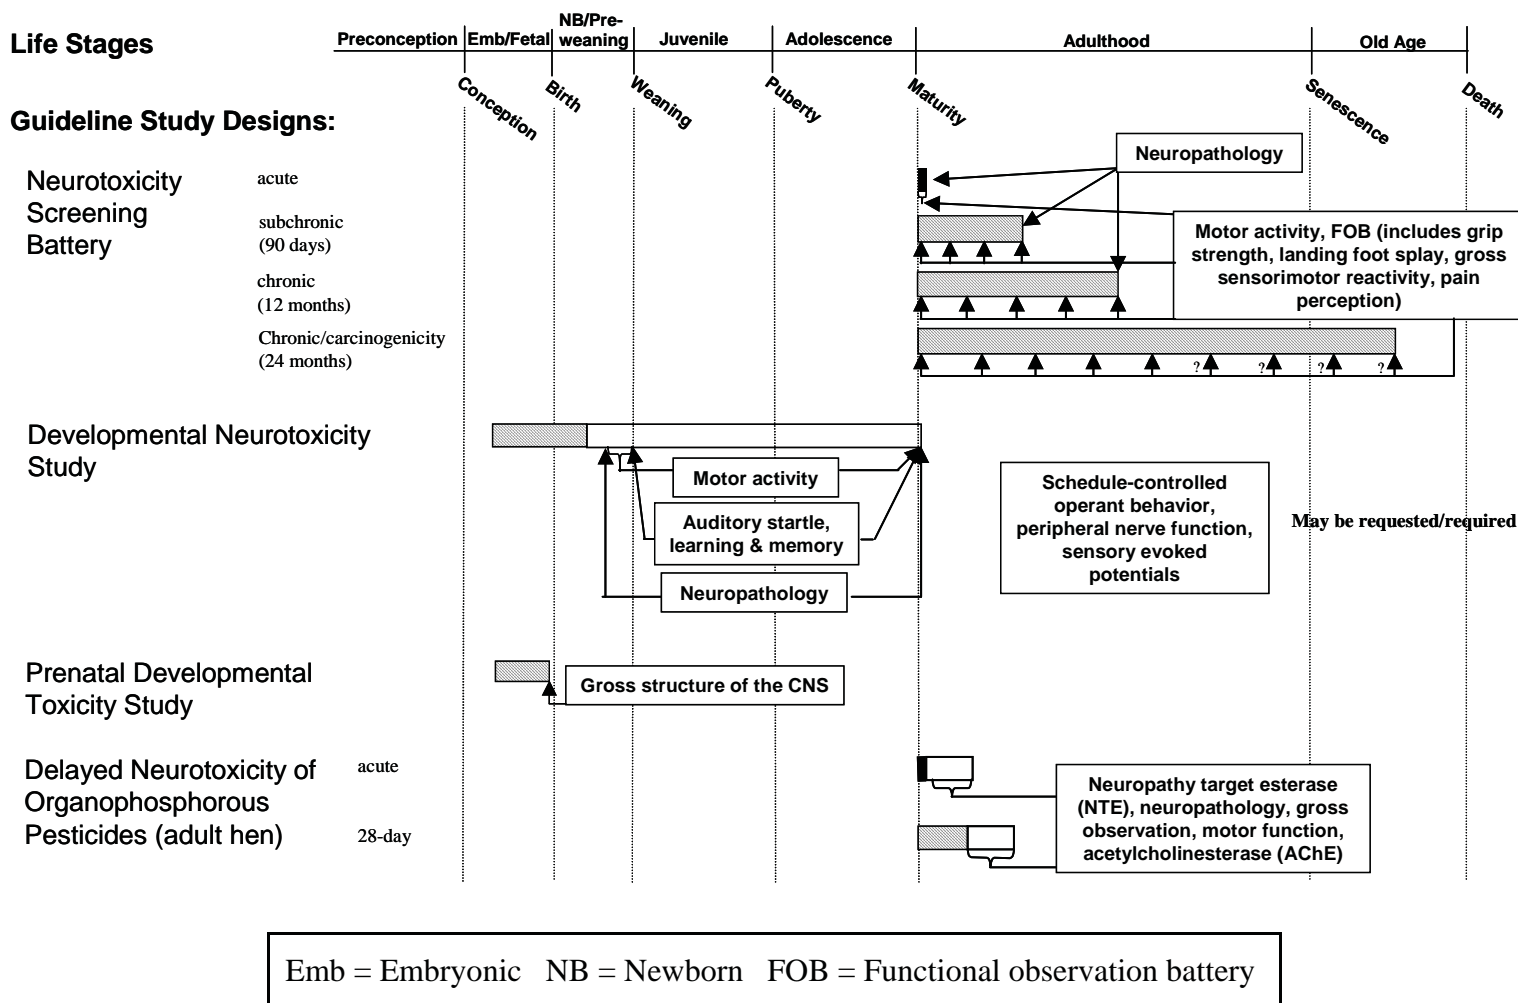 Life Stages
Preconception
Emb/Fetal
NB/Pre-
weaning
Juvenile
Adolescence
Adulthood
Old Age
Conception
Birth
Weaning
Puberty
Maturity
Senescence
Death
Guideline Study Designs:
Neurotoxicity
Screening
Battery
acute
subchronic
(90 days)
chronic
(12 months)
Chronic/carcinogenicity
(24 months)
Neuropathology
Motor activity, FOB (includes grip
strength, landing foot splay, gross
sensorimotor reactivity, pain
perception)
? ? ? ?
Developmental Neurotoxicity
Study
Motor activity
Auditory startle,
learning & memory
Neuropathology
Schedule-controlled
operant behavior,
peripheral nerve function,
sensory evoked
potentials
May be requested/required
Prenatal Developmental
Toxicity Study
Gross structure of the CNS
Delayed Neurotoxicity of
Organophosphorous
Pesticides (adult hen)
acute
28-day
Neuropathy target esterase
(NTE), neuropathology, gross
observation, motor function,
acetylcholinesterase (AChE)
Emb = Embryonic NB = Newborn FOB = Functional observation battery